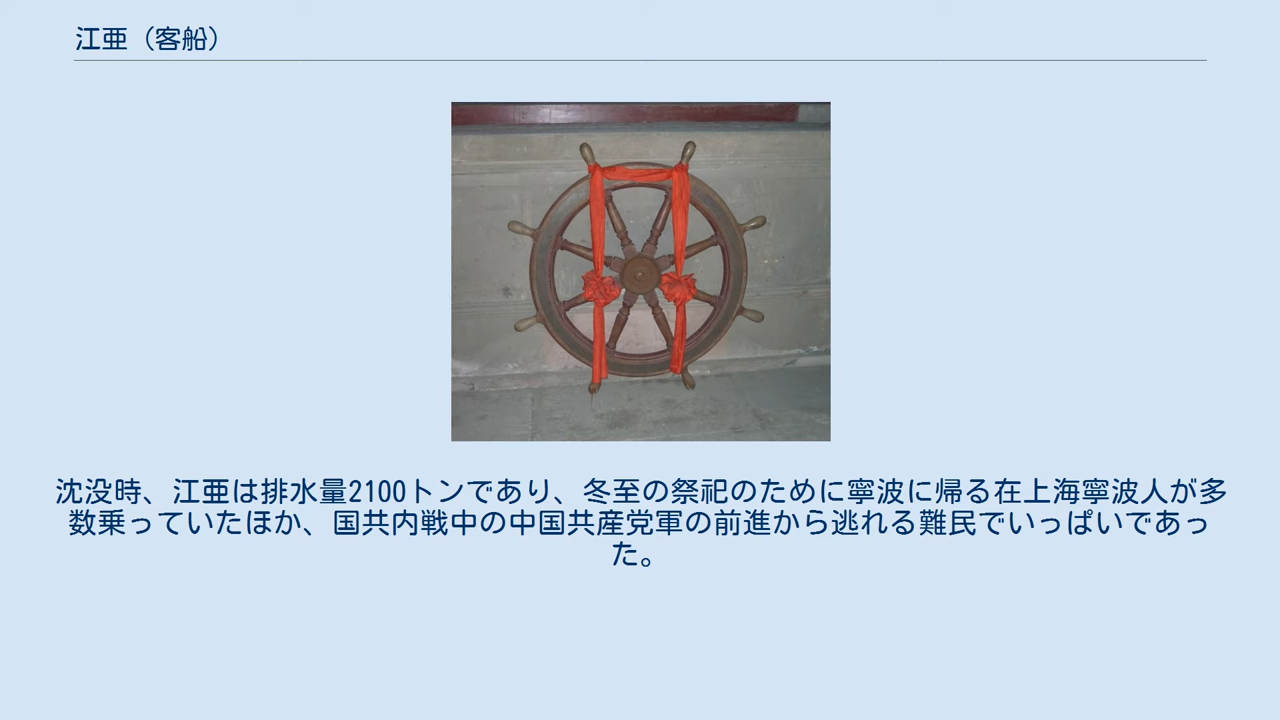 江亜（客船）
沈没時、江亜は排水量2100トンであり、冬至の祭祀のために寧波に帰る在上海寧波人が多
数乗っていたほか、国共内戦中の中国共産党軍の前進から逃れる難民でいっぱいであっ
た。